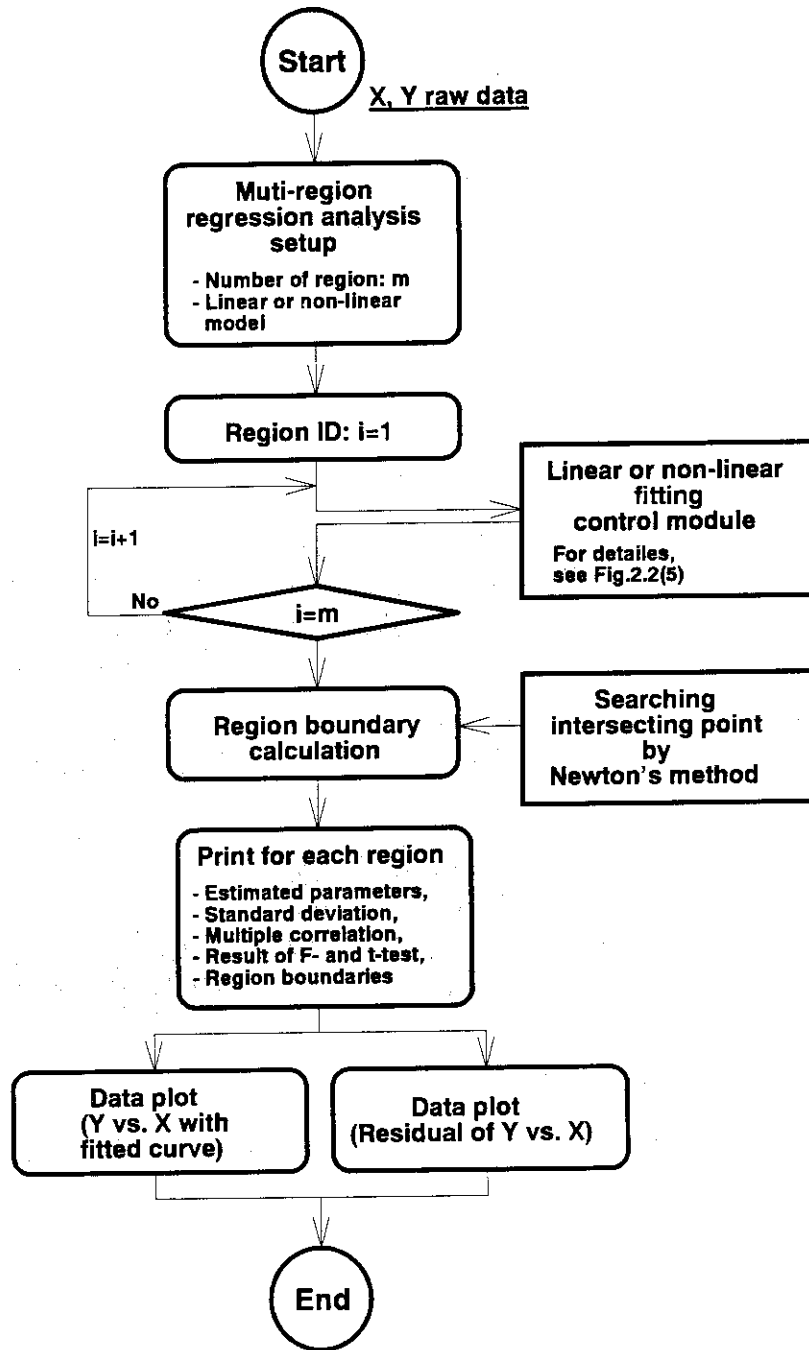 Start
X, Y raw data
Muti-region
regression analysis
setup
- Number of region: m
- Linear or non-linear
model
Region ID: i=1
Linear or non-linear
fitting
control module
For detailes,
see Fig.2.2(5)
i=i+1
No
i=m
Region boundary
calculation
Searching
intersecting point
by
Newton's method
Print for each region
- Estimated parameters,
- Standard deviation,
- Multiple correlation,
- Result of F- and t-test,
- Region boundaries
Data plot
(Y vs. X with
fitted curve)
Data plot
(Residual of Y vs. X)
End